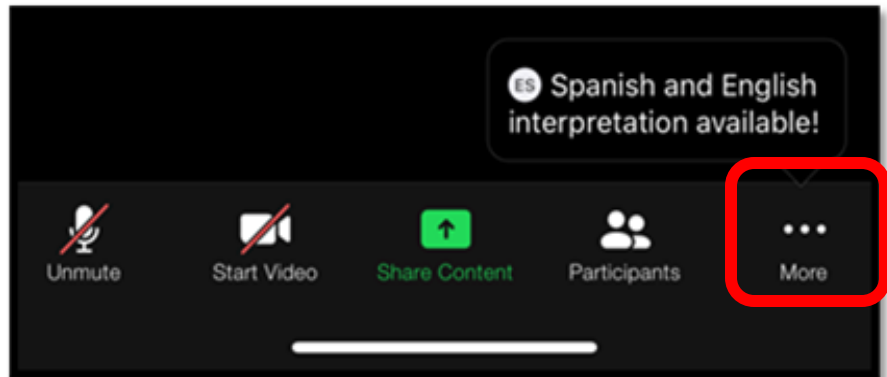 ES Spanish and English
interpretation available!
Unmute
Start Video
Share Content
Participants
More